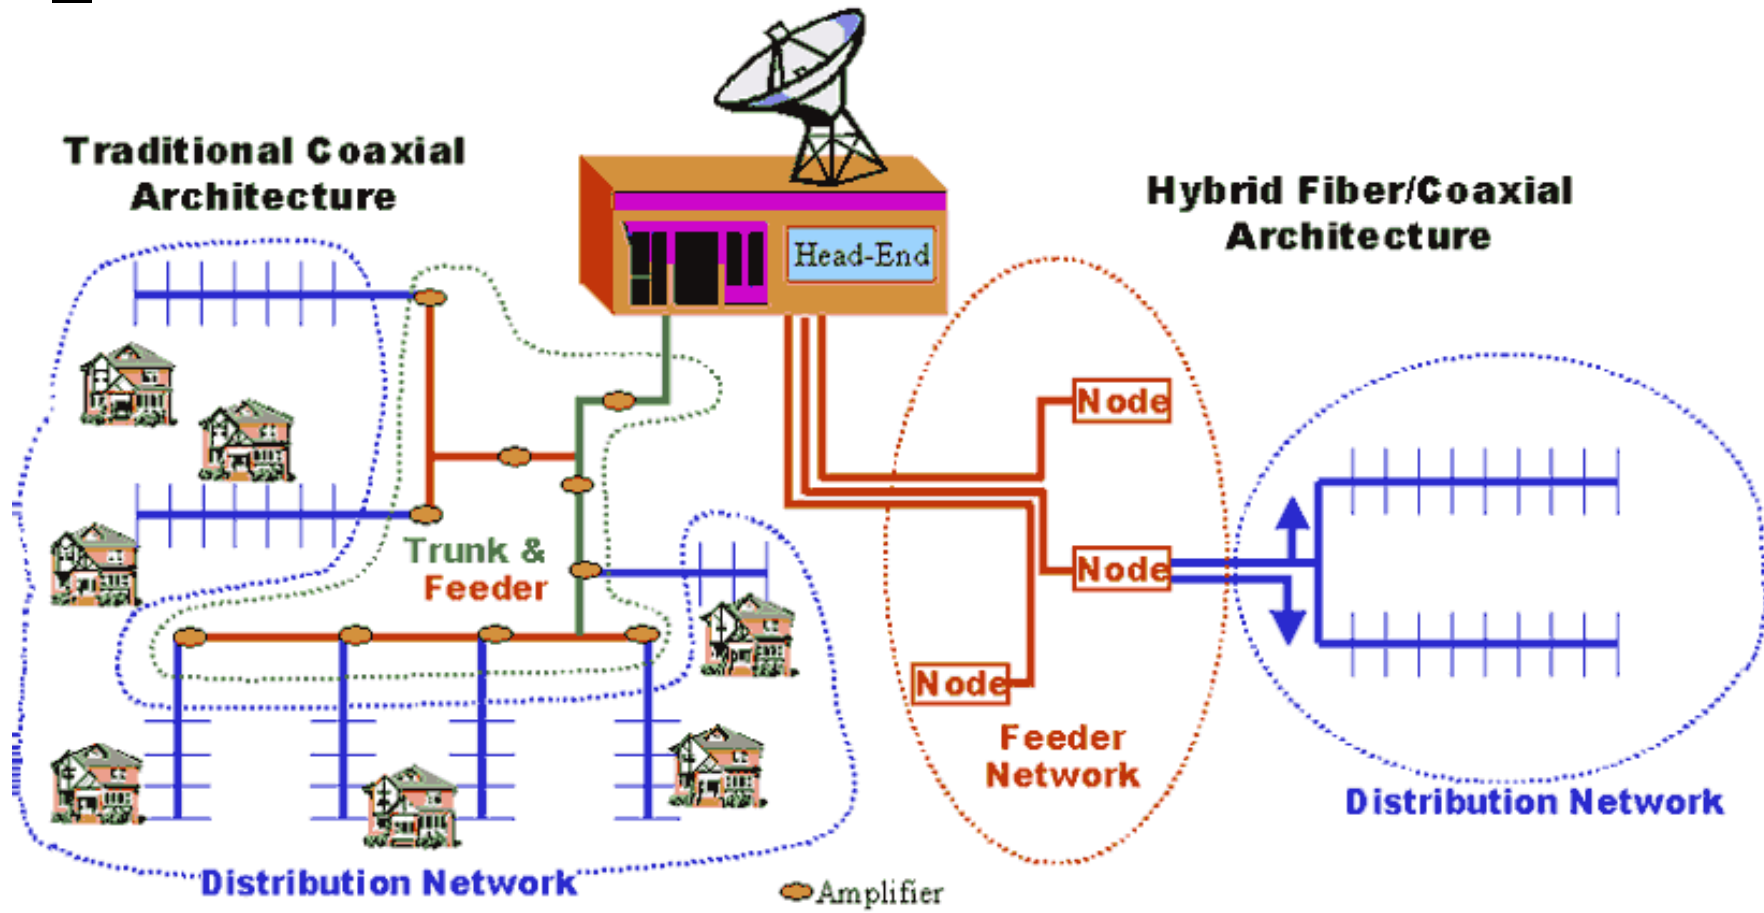 Traditional Coaxial
Architecture
Head-End
Hybrid Fiber/Coaxial
Architecture
Node
Trunk &
Feeder
Node
Node
Feeder
Network
Distribution Network
Distribution Network
Amplifier